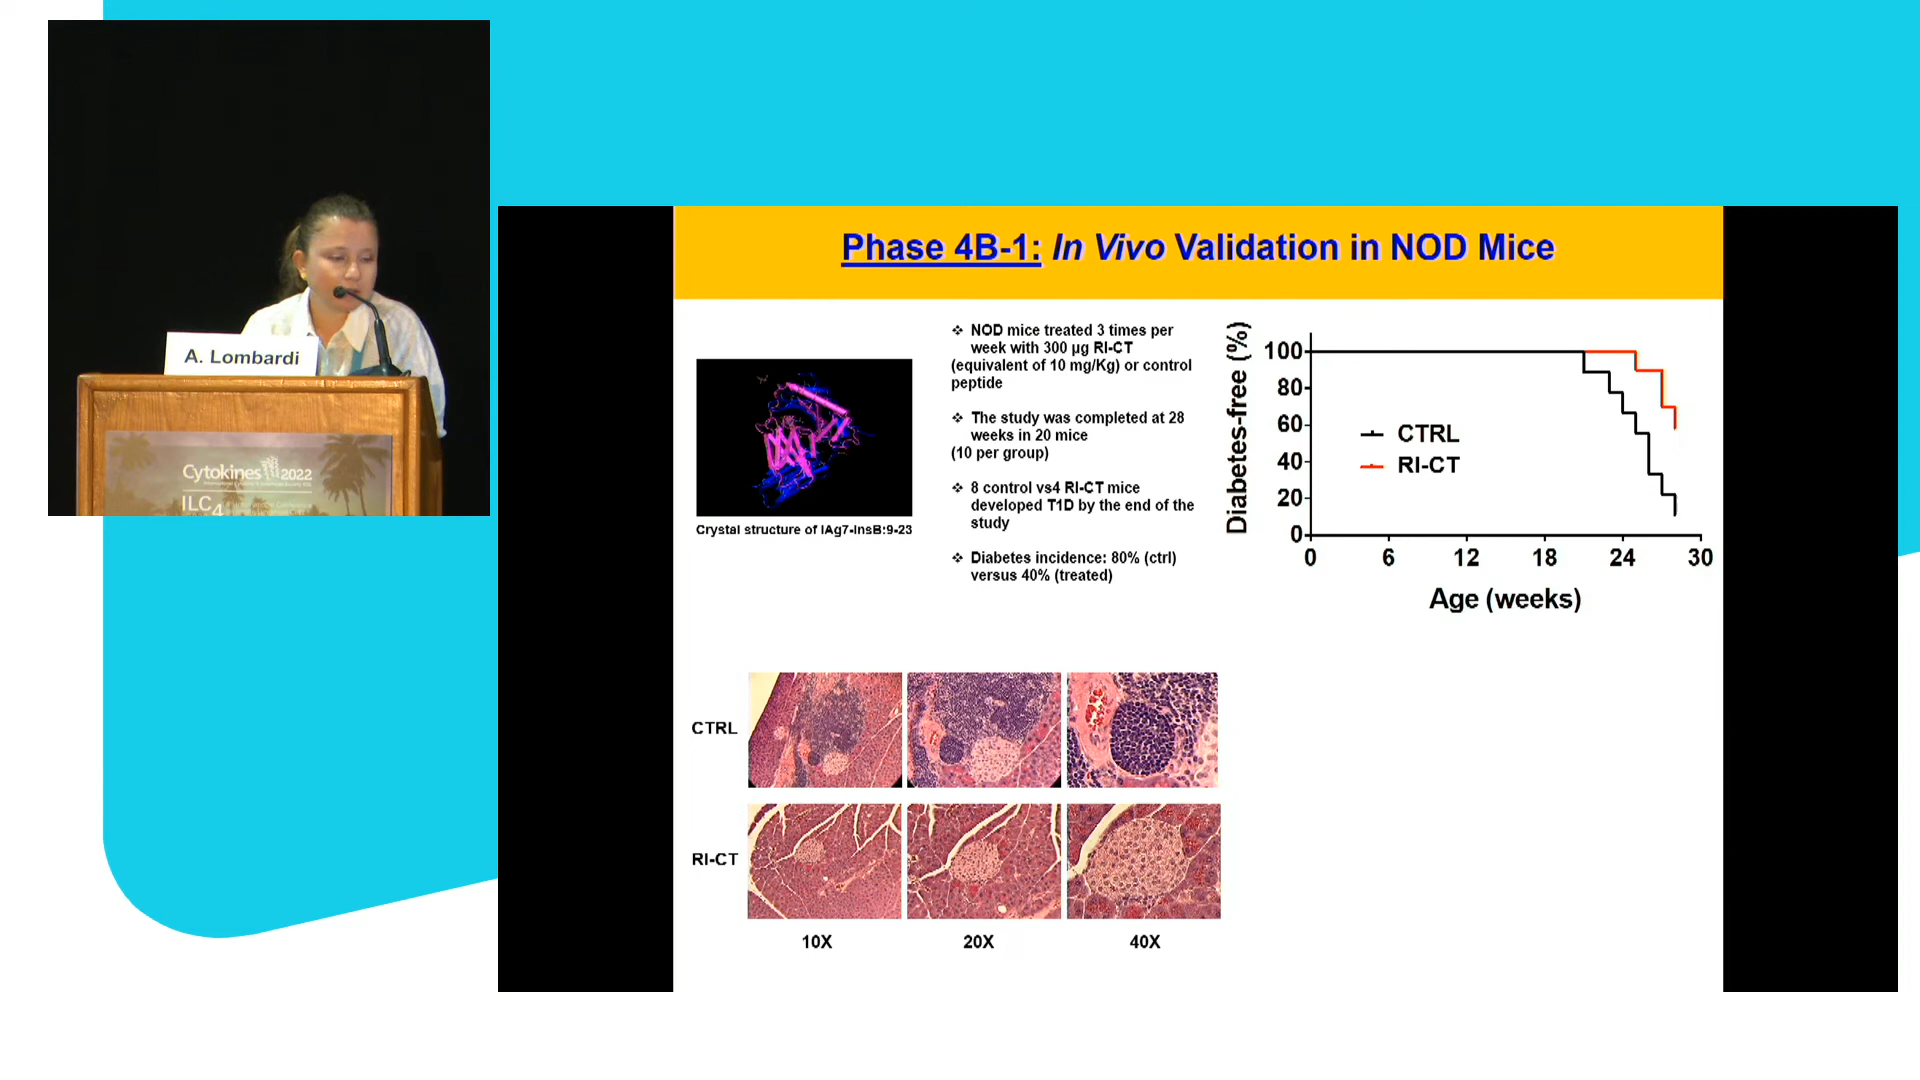 A. Lombardi
Cytokines 2022
ILC4
Phase 4B-1: In Vivo Validation in NOD Mice
❖ NOD mice treated 3 times per
week with 300 µg RI-CT
(equivalent of 10 mg/Kg) or control
peptide
❖ The study was completed at 28
weeks in 20 mice
(10 per group)
❖ 8 control vs4 RI-CT mice
developed T1D by the end of the
study
❖ Diabetes incidence: 80% (ctrl)
versus 40% (treated)
Crystal structure of IAg7-InsB:9-23
Diabetes-free (%)
100
80
60
40
20
0
CTRL
RI-CT
0 6 12 18 24 30
Age (weeks)
CTRL
RI-CT
10X 20X 40X